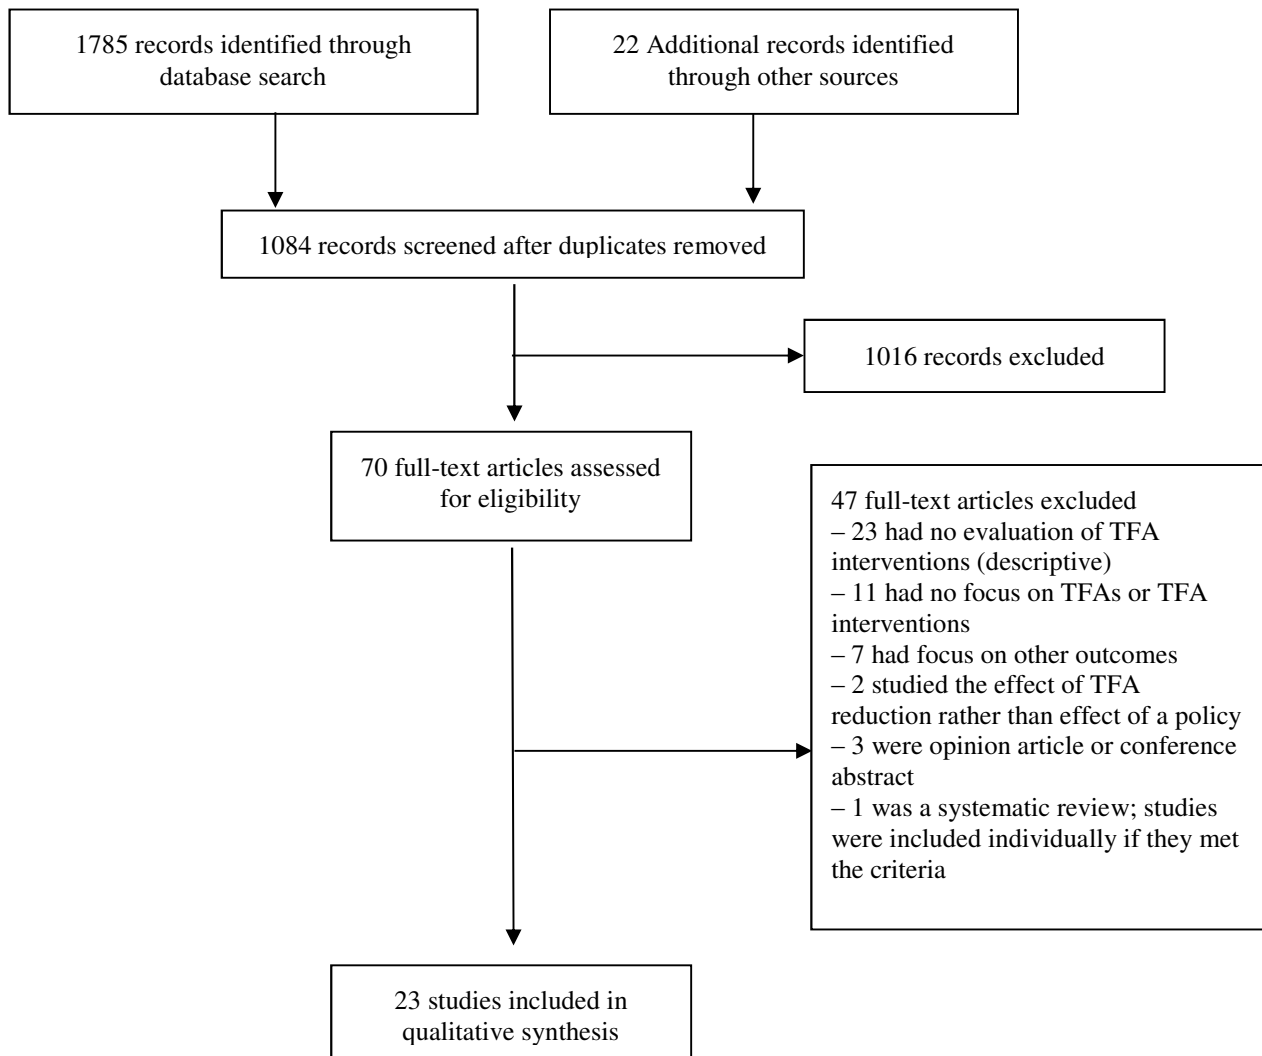 1785 records identified through
database search
22 Additional records identified
through other sources
1084 records screened after duplicates removed
1016 records excluded
70 full-text articles assessed
for eligibility
47 full-text articles excluded
– 23 had no evaluation of TFA
interventions (descriptive)
– 11 had no focus on TFAs or TFA
interventions
– 7 had focus on other outcomes
– 2 studied the effect of TFA
reduction rather than effect of a policy
– 3 were opinion article or conference
abstract
– 1 was a systematic review; studies
were included individually if they met
the criteria
23 studies included in
qualitative synthesis